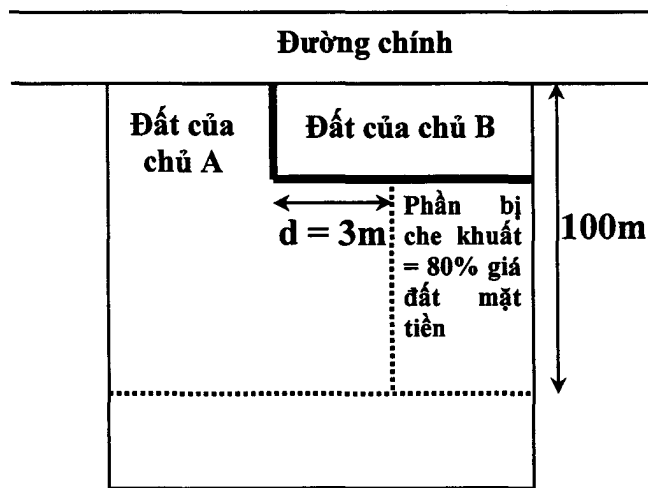 Đường chính
Đất của
chủ A
Đất của chủ B
d = 3m
Phần bị
che khuất
= 80% giá
đất mặt
tiền
100m